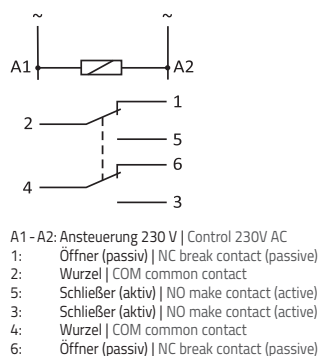 ~ ~
A1 A2
1
2
5
6
4
3
A1 - A2: Ansteuerung 230 V | Control 230V AC
1: Öffner (passiv) | NC break contact (passive)
2: Wurzel | COM common contact
5: Schließer (aktiv) | NO make contact (active)
3: Schließer (aktiv) | NO make contact (active)
4: Wurzel | COM common contact
6: Öffner (passiv) | NC break contact (passive)